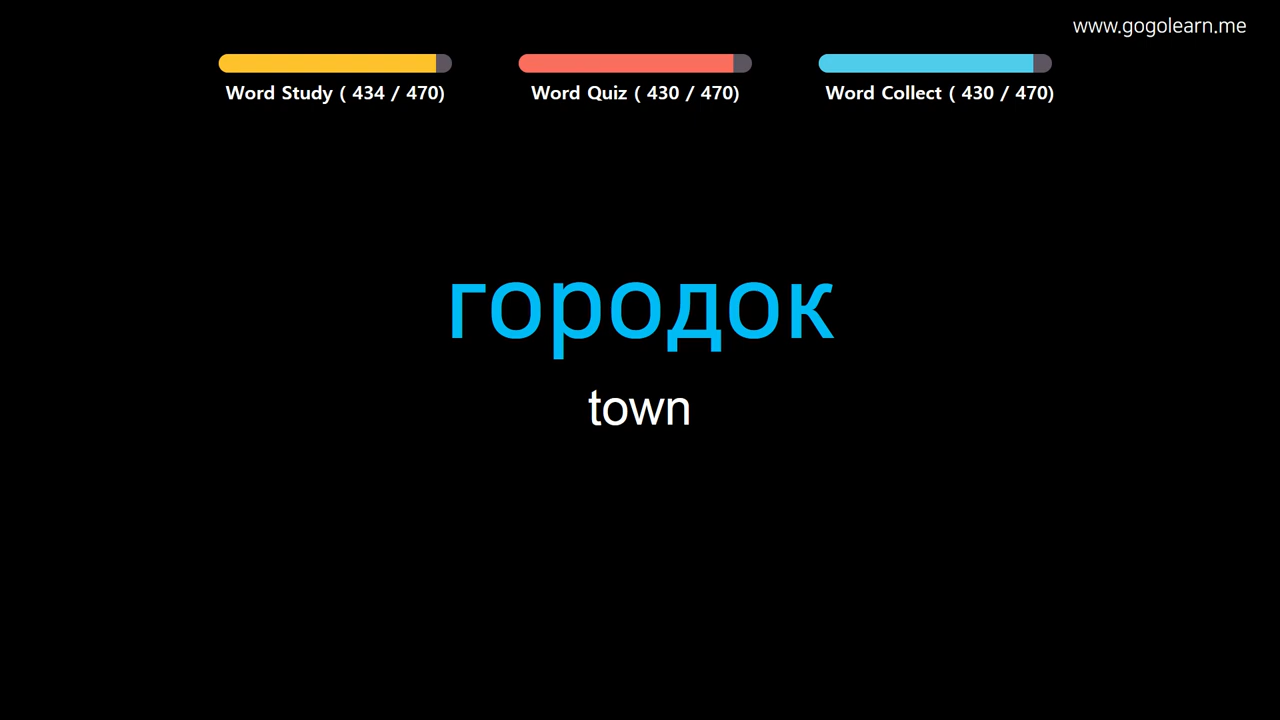 www.gogolearn.me
Word Study ( 434 / 470)
Word Quiz ( 430 / 470)
Word Collect ( 430 / 470)
городок
town